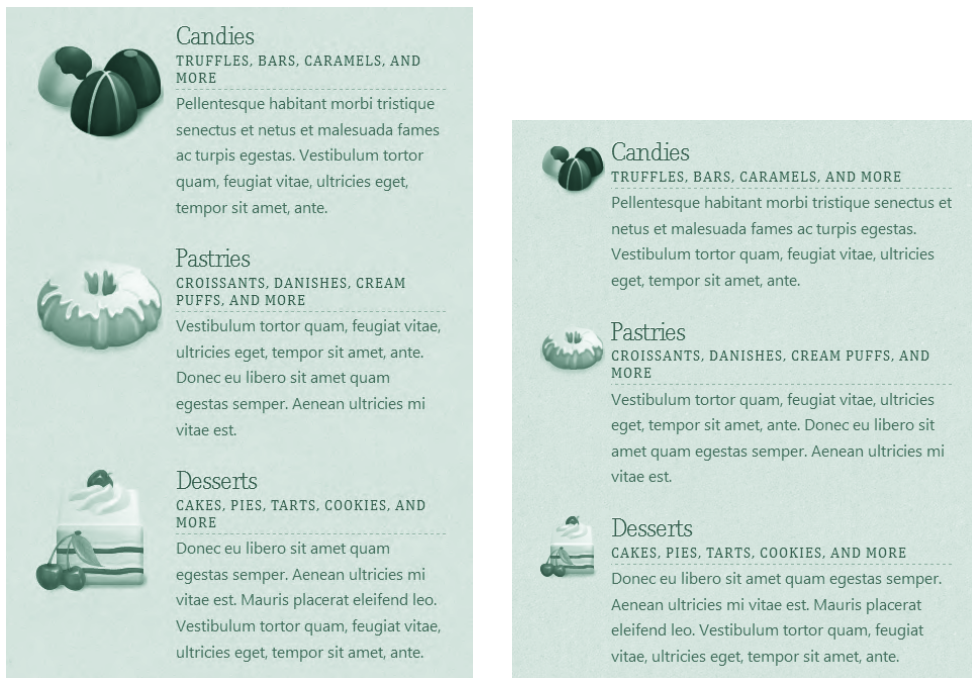 Candies
TRUFFLES, BARS, CARAMELS, AND
MORE
Pellentesque habitant morbi tristique
senectus et netus et malesuada fames
ac turpis egestas. Vestibulum tortor
quam, feugiat vitae, ultricies eget,
tempor sit amet, ante.
Pastries
CROISSANTS, DANISHES, CREAM
PUFFS, AND MORE
Vestibulum tortor quam, feugiat vitae,
ultricies eget, tempor sit amet, ante.
Donec eu libero sit amet quam
egestas semper. Aenean ultricies mi
vitae est.
Desserts
CAKES, PIES, TARTS, COOKIES, AND
MORE
Donec eu libero sit amet quam
egestas semper. Aenean ultricies mi
vitae est. Mauris placerat eleifend leo.
Vestibulum tortor quam, feugiat vitae,
ultricies eget, tempor sit amet, ante.
Candies
TRUFFLES, BARS, CARAMELS, AND MORE
Pellentesque habitant morbi tristique senectus et
netus et malesuada fames ac turpis egestas.
Vestibulum tortor quam, feugiat vitae, ultricies
eget, tempor sit amet, ante.
Pastries
CROISSANTS, DANISHES, CREAM PUFFS, AND
MORE
Vestibulum tortor quam, feugiat vitae, ultricies
eget, tempor sit amet, ante. Donec eu libero sit
amet quam egestas semper. Aenean ultricies mi
vitae est.
Desserts
CAKES, PIES, TARTS, COOKIES, AND MORE
Donec eu libero sit amet quam egestas semper.
Aenean ultricies mi vitae est. Mauris placerat
eleifend leo. Vestibulum tortor quam, feugiat
vitae, ultricies eget, tempor sit amet, ante.